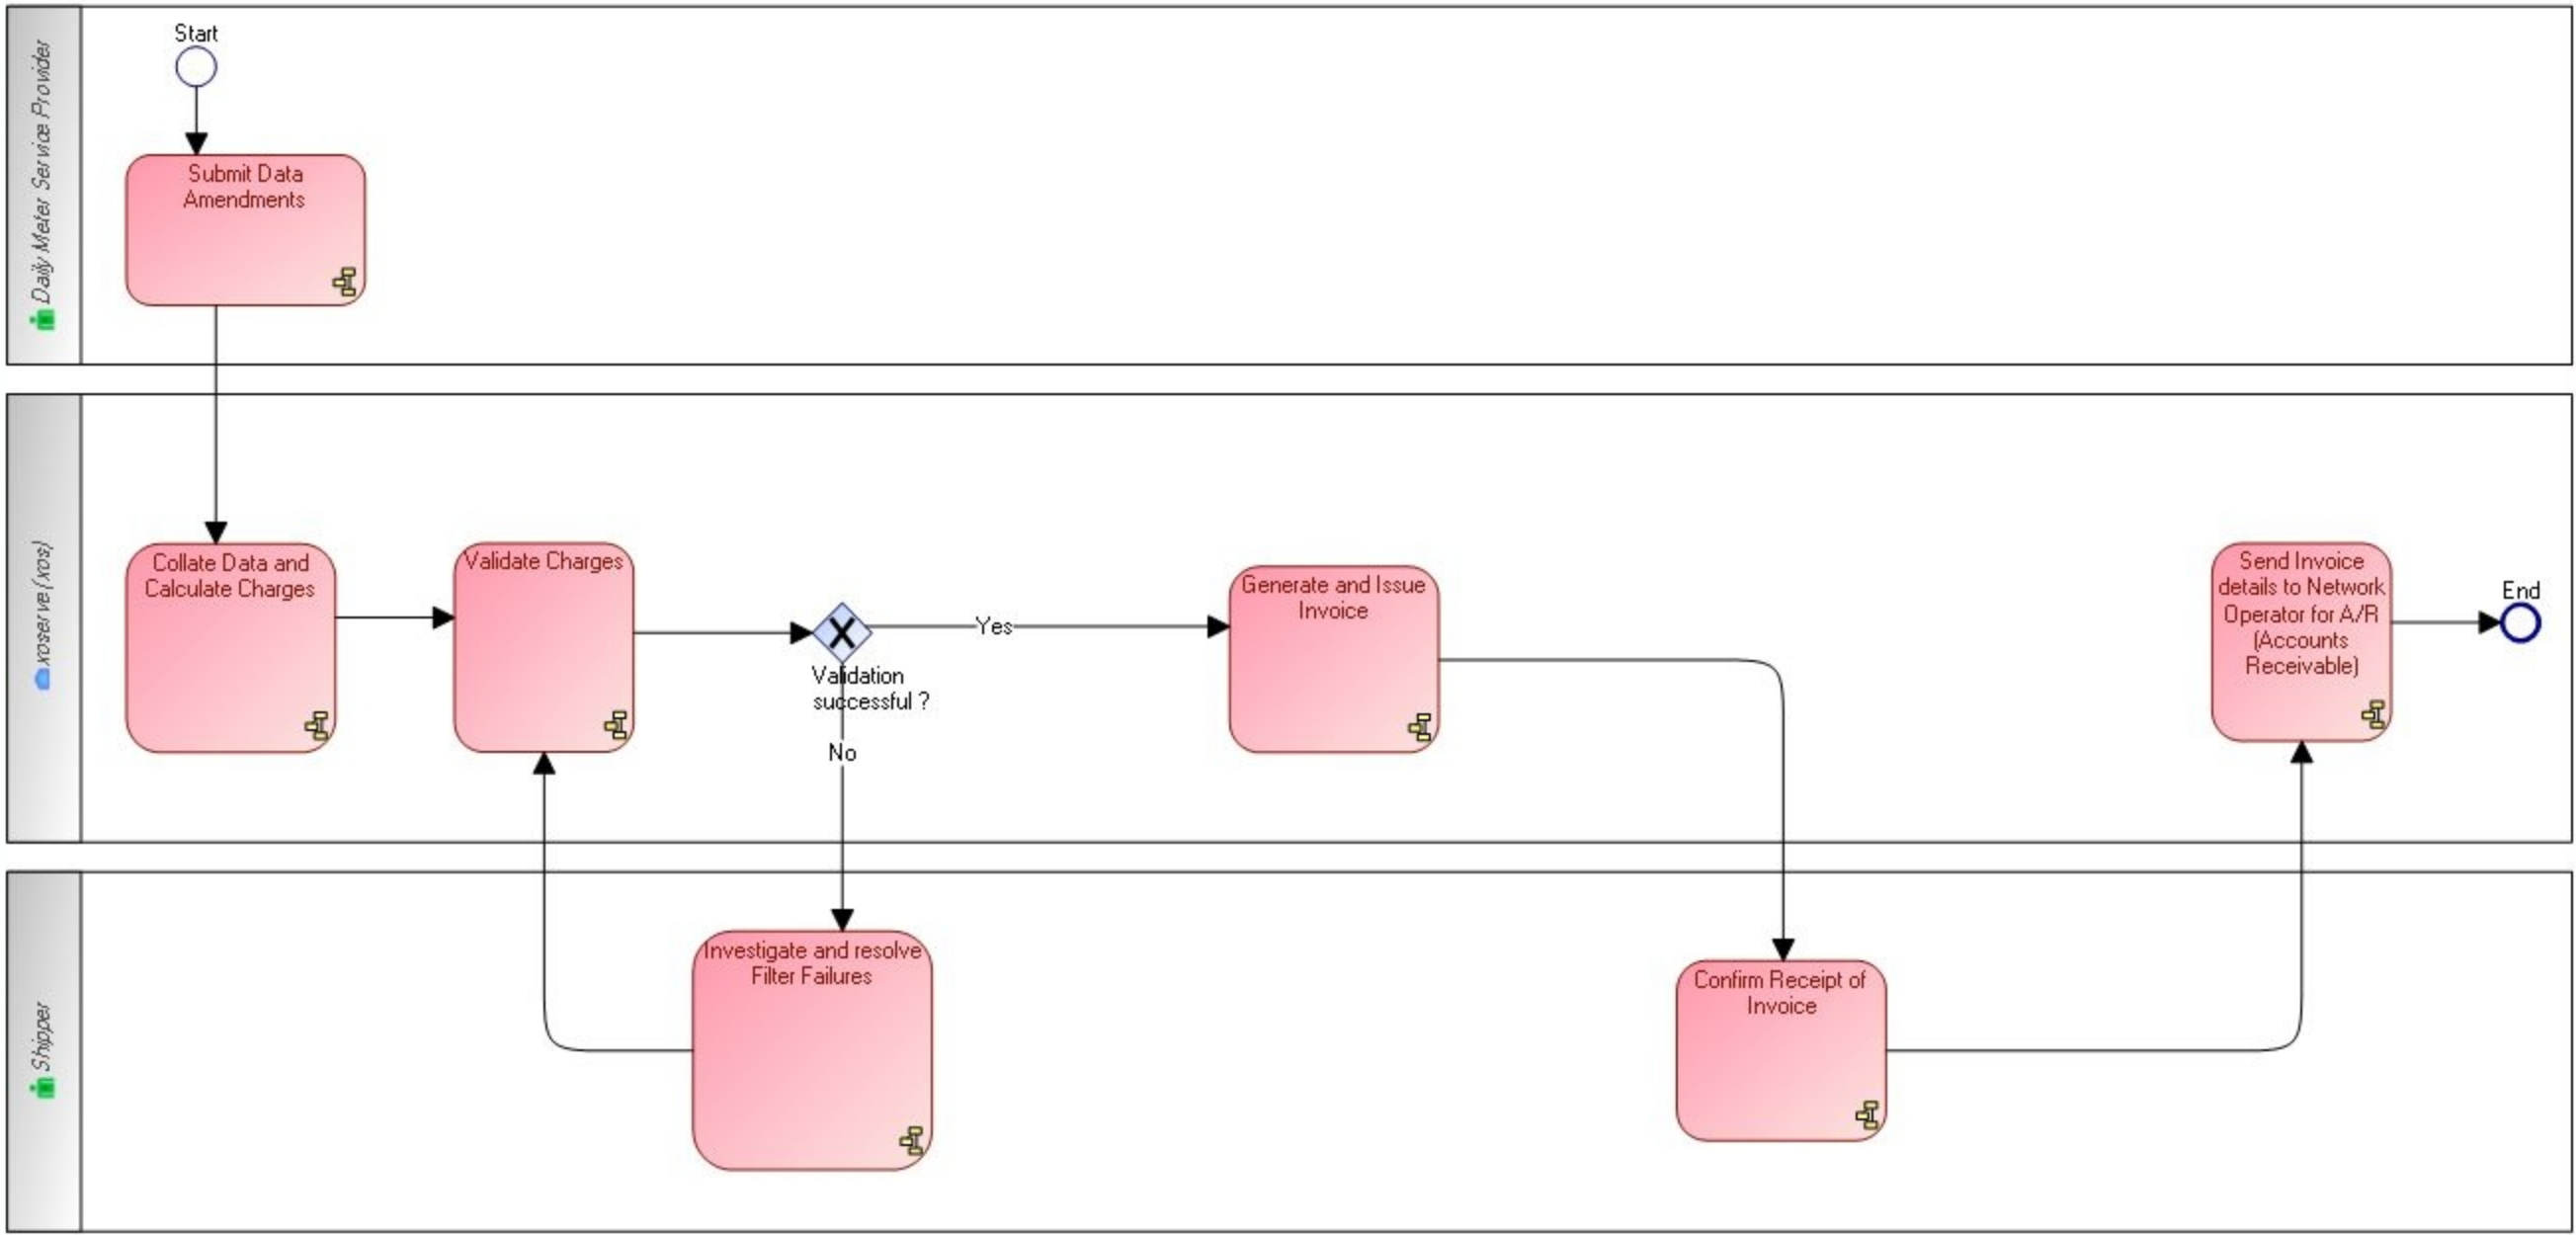 Daily Meter Service Provider
Start
Submit Data
Amendments
xoserve (xos)
Collate Data and
Calculate Charges
Validate Charges
Validation
successful ?
Yes
No
Generate and Issue
Invoice
Send Invoice
details to Network
Operator for A/R
(Accounts
Receivable)
End
Shipper
Investigate and resolve
Filter Failures
Confirm Receipt of
Invoice